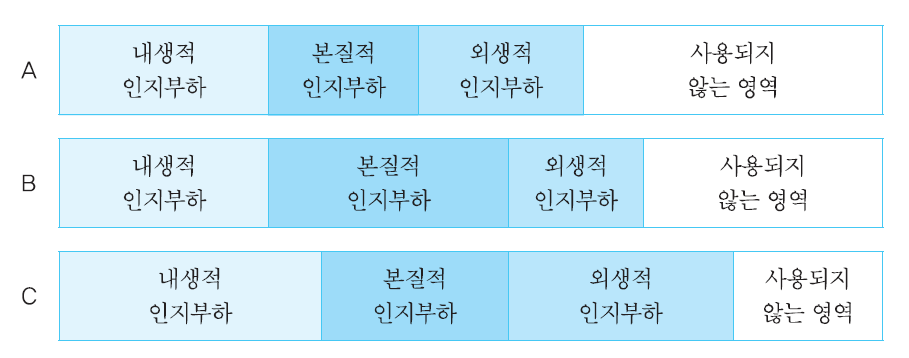 A
내생적
인지부하
본질적
인지부하
외생적
인지부하
사용되지
않는 영역
B
내생적
인지부하
본질적
인지부하
외생적
인지부하
사용되지
않는 영역
C
내생적
인지부하
본질적
인지부하
외생적
인지부하
사용되지
않는 영역